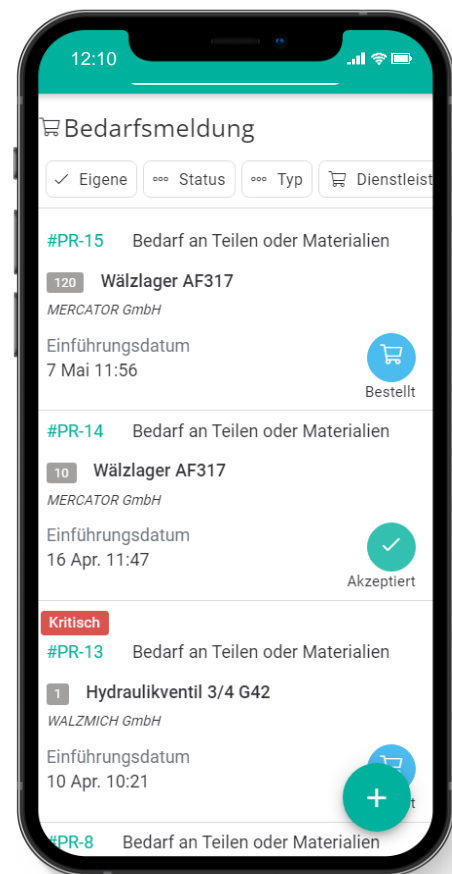 12:10
Bedarfsmeldung
Eigene Status Typ Dienstleist
#PR-15 Bedarf an Teilen oder Materialien
120 Wälzlager AF317
MERCATOR GmbH
Einführungsdatum
7 Mai 11:56
Bestellt
#PR-14 Bedarf an Teilen oder Materialien
10 Wälzlager AF317
MERCATOR GmbH
Einführungsdatum
16 Apr. 11:47
Akzeptiert
Kritisch
#PR-13 Bedarf an Teilen oder Materialien
1 Hydraulikventil 3/4 G42
WALZMICH GmbH
Einführungsdatum
10 Apr. 10:21
#PR-8 Bedarf an Teilen oder Materialien